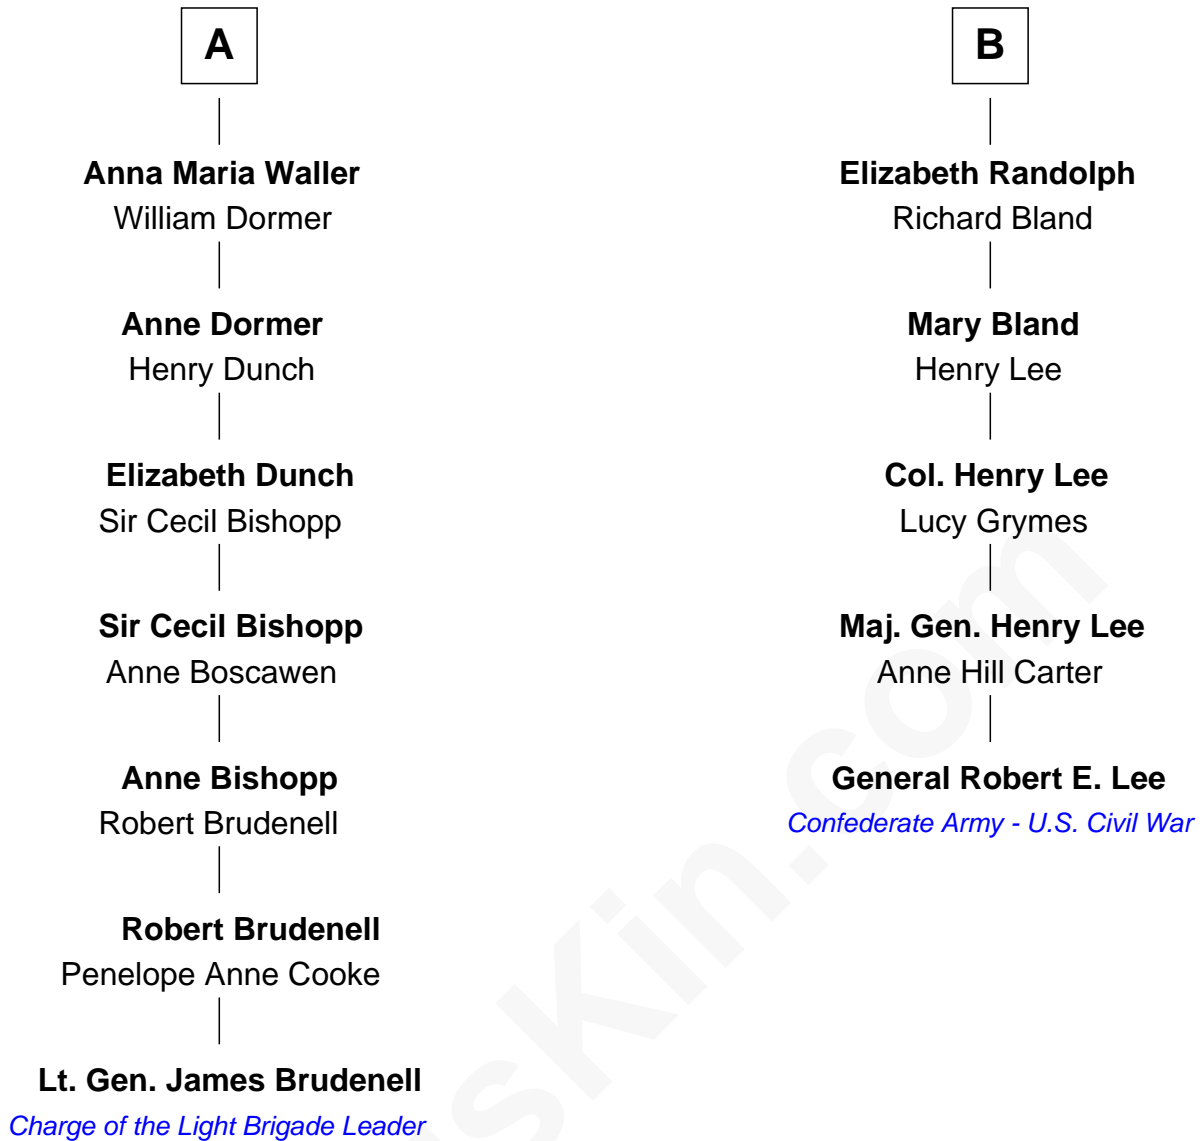 A
Anna Maria Waller
William Dormer
Anne Dormer
Henry Dunch
Elizabeth Dunch
Sir Cecil Bishopp
Sir Cecil Bishopp
Anne Boscawen
Anne Bishopp
Robert Brudenell
Robert Brudenell
Penelope Anne Cooke
Lt. Gen. James Brudenell
Charge of the Light Brigade Leader
B
Elizabeth Randolph
Richard Bland
Mary Bland
Henry Lee
Col. Henry Lee
Lucy Grymes
Maj. Gen. Henry Lee
Anne Hill Carter
General Robert E. Lee
Confederate Army - U.S. Civil War
sKin.com